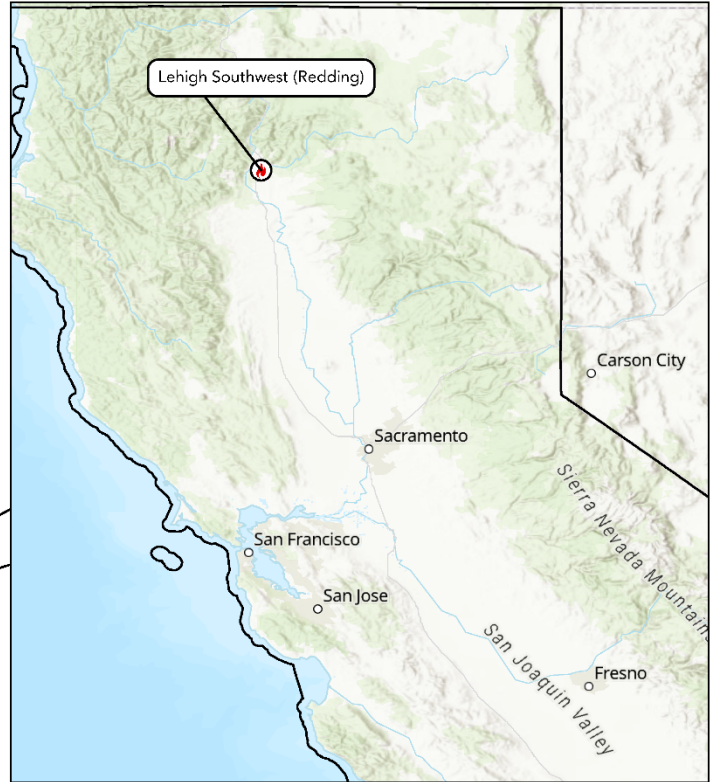 Lehigh Southwest (Redding)
Carson City
Sacramento
Sierra Nevada Mountains
San Francisco
San Jose
San Joaquin Valley
Fresno